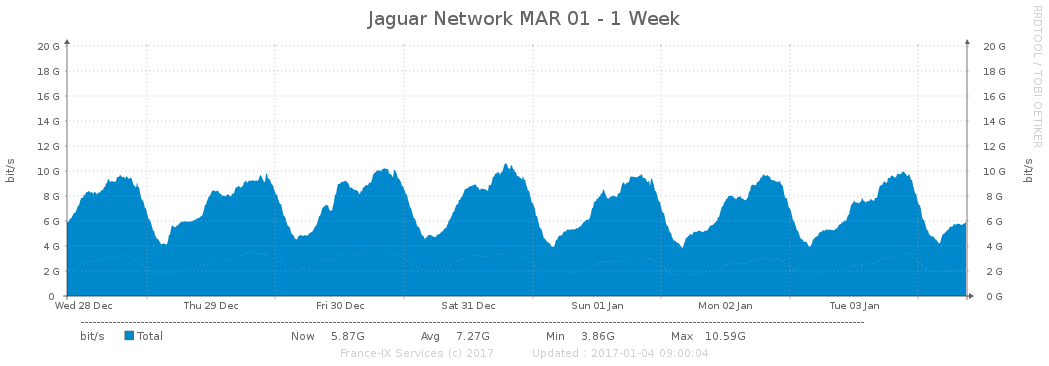 Jaguar Network MAR 01 - 1 Week
RRDTOOL / TOBI OETIKER
bit/s
20 G 20 G
18 G 18 G
16 G 16 G
14 G 14 G
12 G 12 G
10 G 10 G
8 G 8 G
6 G 6 G
4 G 4 G
2 G 2 G
0 0 G
bit/s
Wed 28 Dec Thu 29 Dec Fri 30 Dec Sat 31 Dec Sun 01 Jan Mon 02 Jan Tue 03 Jan
bit/s Total Now 5.87G Avg 7.27G Min 3.86G Max 10.59G
France-IX Services (c) 2017 Updated : 2017-01-04 09:00:04